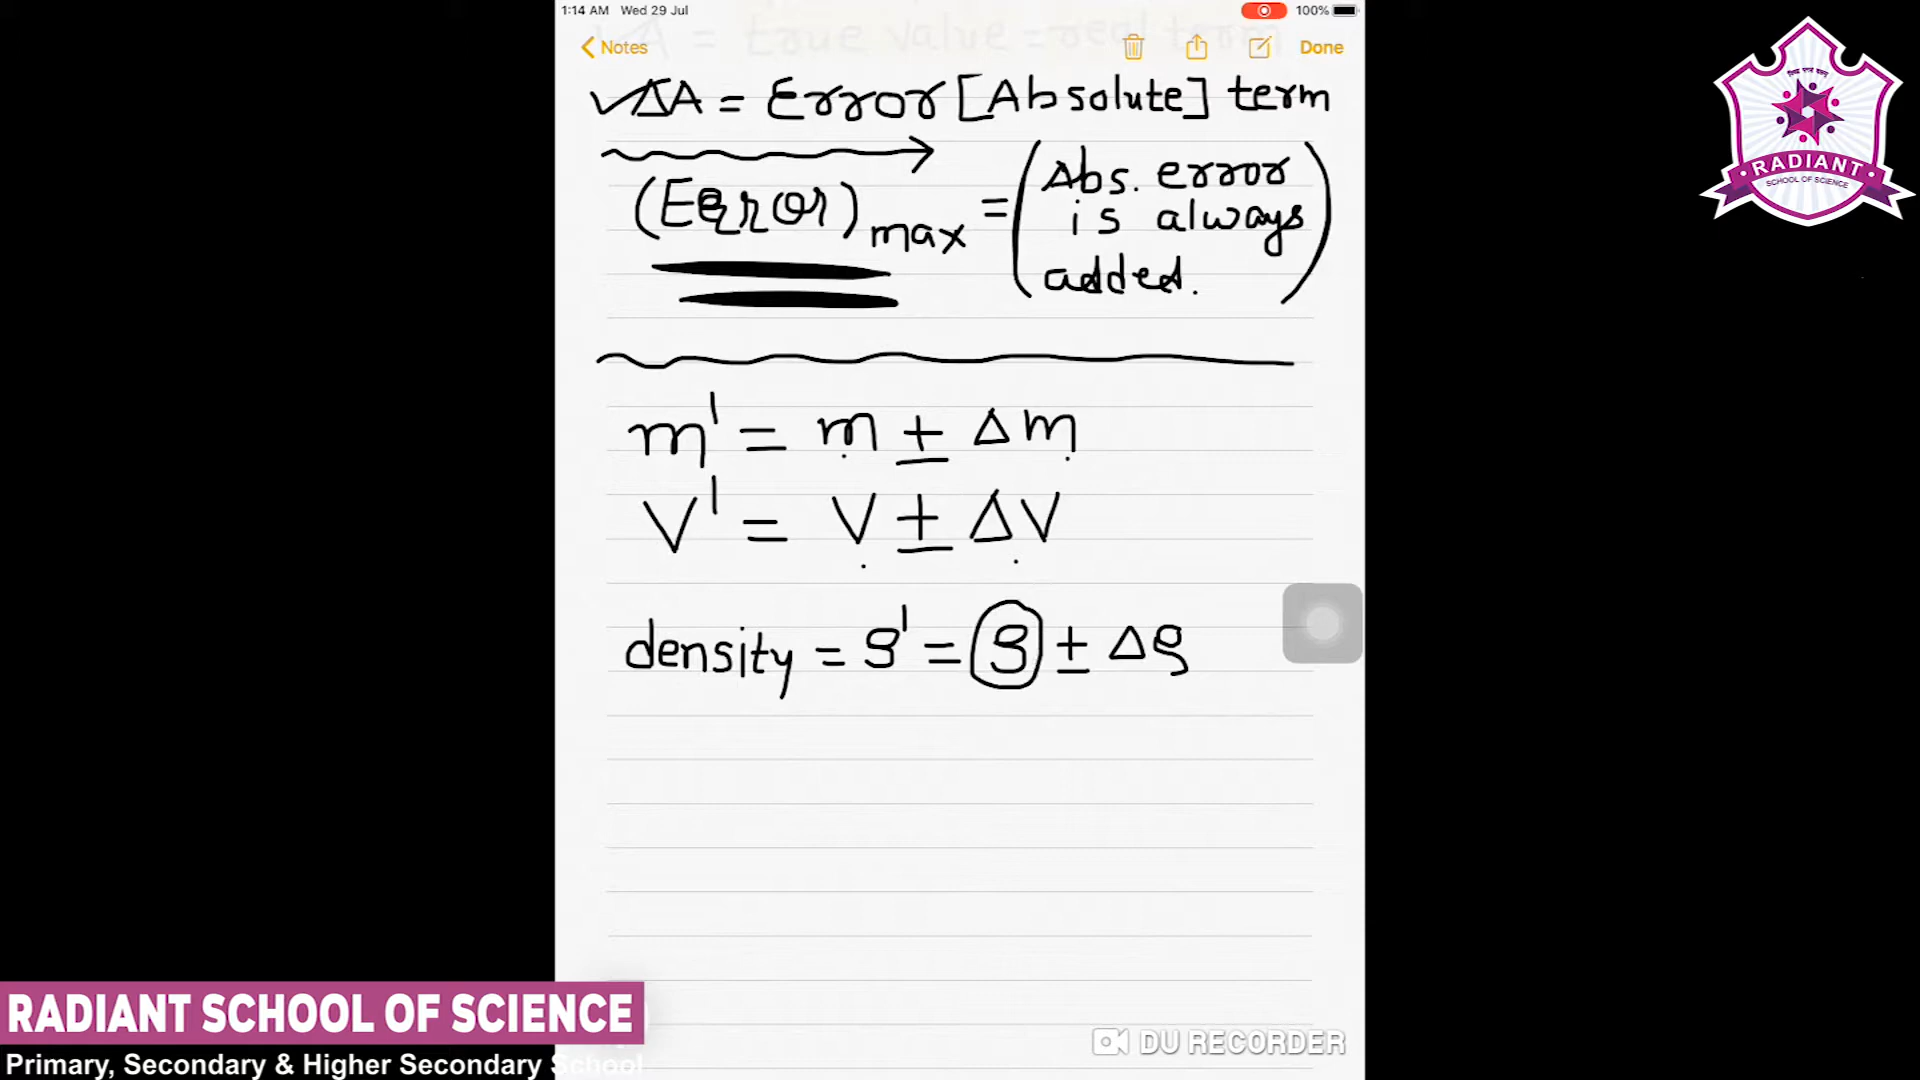 1:14 AM Wed 29 Jul
100%
Notes
Done
✓ΔA = Error [Absolute] term
(Error)max = (Abs. error is always added.)
m' = m ± Δm
V' = V ± ΔV
density = ρ' = ρ ± Δρ
RADIANT
SCHOOL OF SCIENCE
RADIANT SCHOOL OF SCIENCE
Primary, Secondary & Higher Secondary School
DU RECORDER